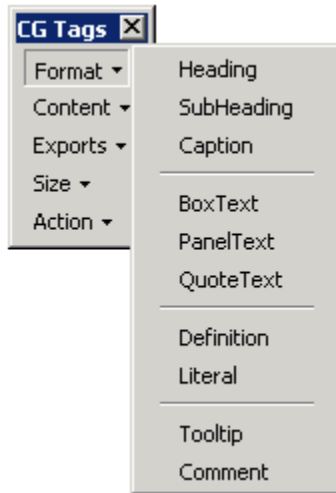 CG Tags
Format
Content
Exports
Size
Action
Heading
SubHeading
Caption
BoxText
PanelText
QuoteText
Definition
Literal
Tooltip
Comment